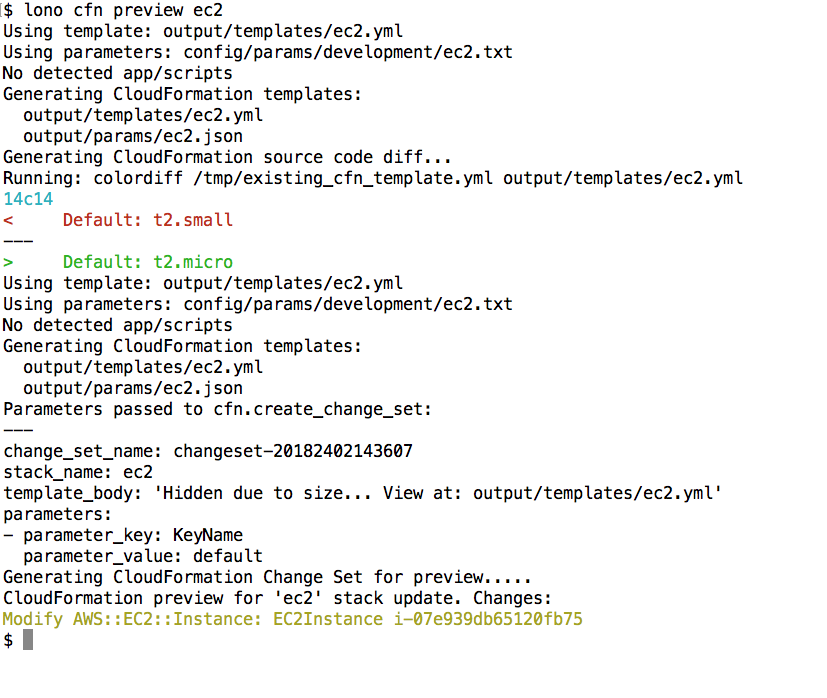 $ lono cfn preview ec2
Using template: output/templates/ec2.yml
Using parameters: config/params/development/ec2.txt
No detected app/scripts
Generating CloudFormation templates:
  output/templates/ec2.yml
  output/params/ec2.json
Generating CloudFormation source code diff...
Running: colordiff /tmp/existing_cfn_template.yml output/templates/ec2.yml
14c14
<     Default: t2.small
---
>     Default: t2.micro
Using template: output/templates/ec2.yml
Using parameters: config/params/development/ec2.txt
No detected app/scripts
Generating CloudFormation templates:
  output/templates/ec2.yml
  output/params/ec2.json
Parameters passed to cfn.create_change_set:
---
change_set_name: changeset-20182402143607
stack_name: ec2
template_body: 'Hidden due to size... View at: output/templates/ec2.yml'
parameters:
- parameter_key: KeyName
  parameter_value: default
Generating CloudFormation Change Set for preview.....
CloudFormation preview for 'ec2' stack update. Changes:
Modify AWS::EC2::Instance: EC2Instance i-07e939db65120fb75
$